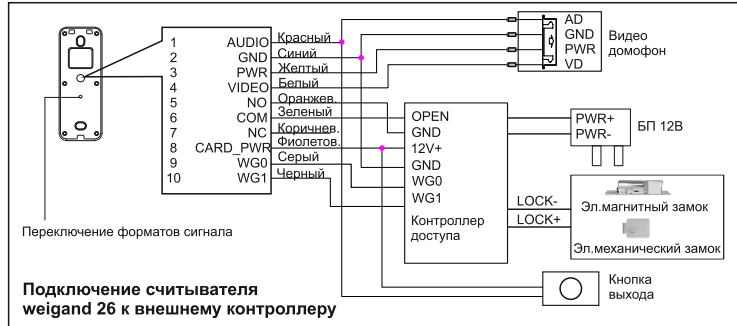 1 AUDIO Красный
2 GND Синий
3 PWR Желтый
4 VIDEO Белый
5 NO Оранжев.
6 COM Зеленый
7 NC Коричнев.
8 CARD_PWR Фиолетов.
9 WG0 Серый
10 WG1 Черный
AD
GND
PWR
VD
Видео
домофон
OPEN
GND
12V+
GND
WG0
WG1
Контроллер
доступа
PWR+
PWR-
БП 12В
LOCK-
LOCK+
Эл.магнитный замок
Эл.механический замок
Переключение форматов сигнала
Кнопка
выхода
Подключение считывателя
weigand 26 к внешнему контроллеру